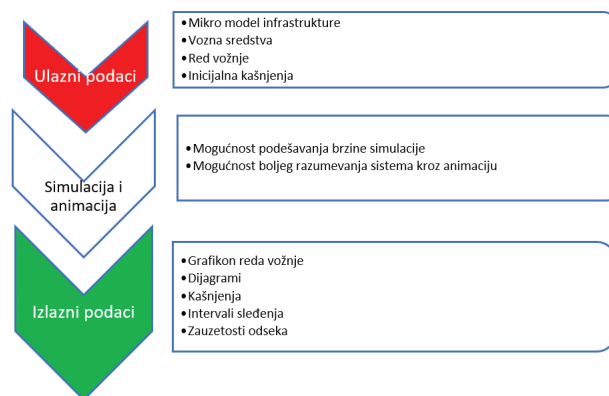 Ulazni podaci
•Mikro model infrastrukture
•Vozna sredstva
•Red vožnje
•Inicijalna kašnjenja
Simulacija i
animacija
•Mogućnost podešavanja brzine simulacije
•Mogućnost boljeg razumevanja sistema kroz animaciju
Izlazni podaci
•Grafikon reda vožnje
•Dijagrami
•Kašnjenja
•Intervali sleđenja
•Zauzetosti odseka